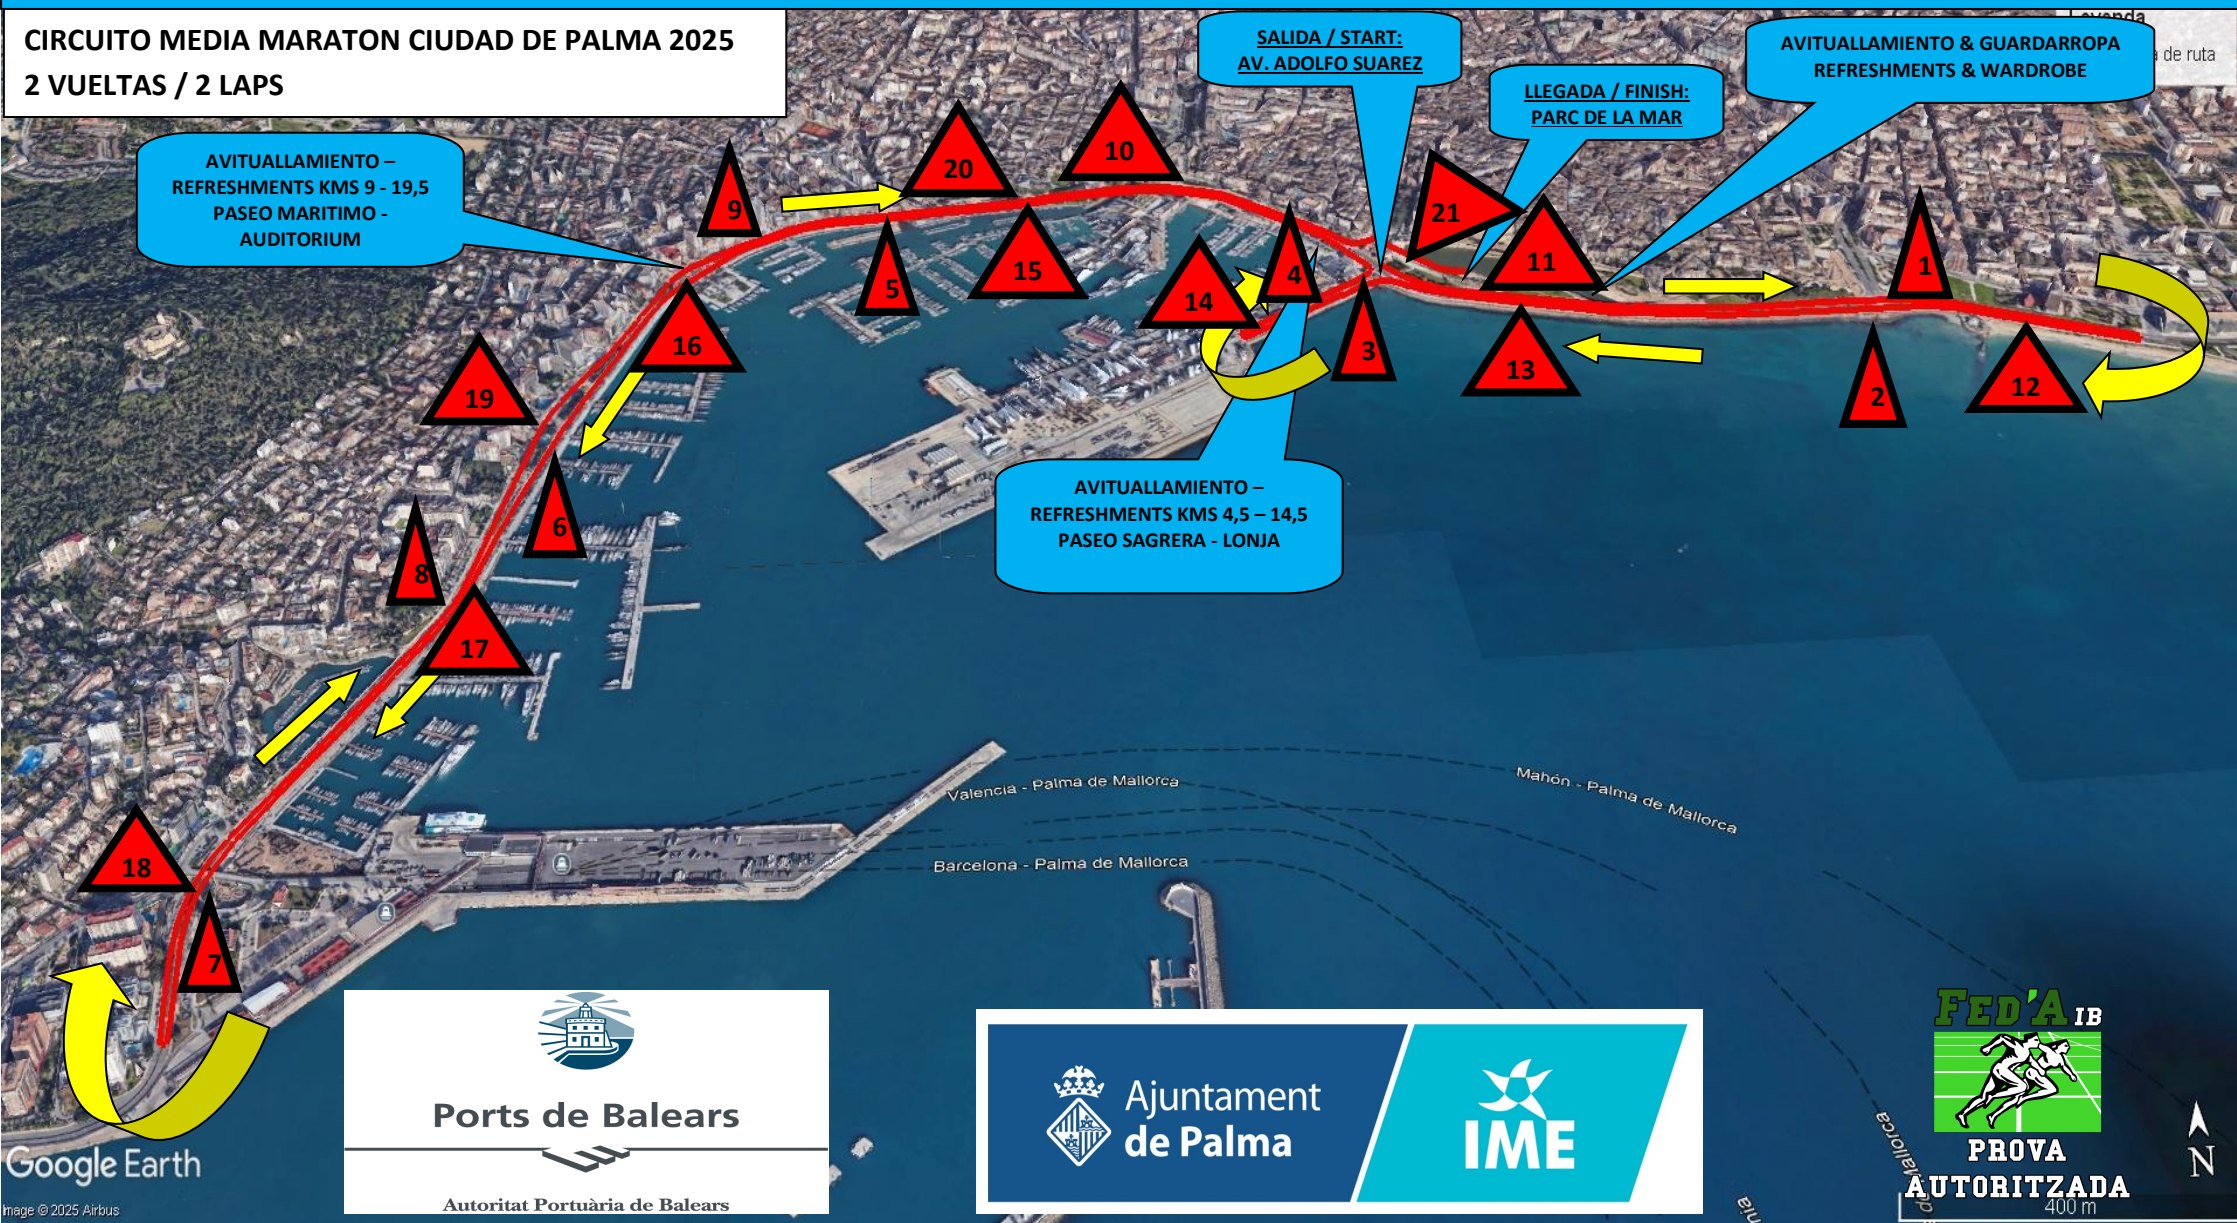 CIRCUITO MEDIA MARATON CIUDAD DE PALMA 2025
2 VUELTAS / 2 LAPS
SALIDA / START:
AV. ADOLFO SUAREZ
LLEGADA / FINISH:
PARC DE LA MAR
AVITUALLAMIENTO & GUARDARROPA
REFRESHMENTS & WARDROBE
de ruta
AVITUALLAMIENTO –
REFRESHMENTS KMS 9 - 19,5
PASEO MARITIMO -
AUDITORIUM
9
20
10
5
15
14
4
21
11
1
3
13
2
12
16
19
6
8
17
18
7
AVITUALLAMIENTO –
REFRESHMENTS KMS 4,5 – 14,5
PASEO SAGRERA - LONJA
Valencia - Palma de Mallorca
Mahón - Palma de Mallorca
Barcelona - Palma de Mallorca
Ports de Balears
Autoritat Portuària de Balears
Ajuntament
de Palma
IME
FED'A IB
PROVA
AUTORITZADA
N
400 m
Google Earth
Image © 2025 Airbus